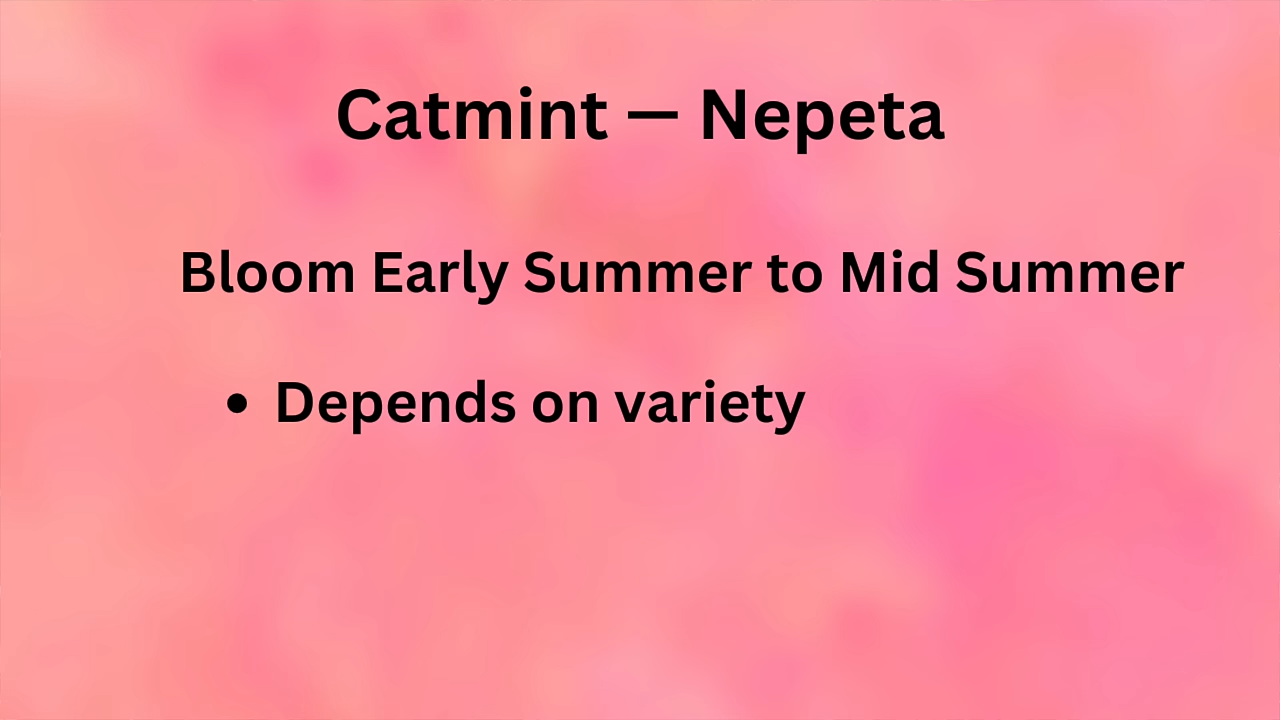 Catmint — Nepeta
Bloom Early Summer to Mid Summer
• Depends on variety